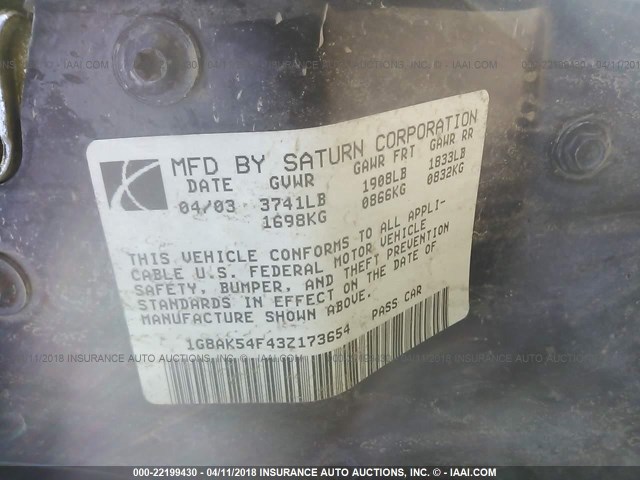 MFD BY SATURN CORPORATION
DATE GVWR GAWR FRT GAWR RR
04/03 3741LB 1908LB 1833LB
1698KG 0866KG 0832KG
THIS VEHICLE CONFORMS TO ALL APPLI-
CABLE U.S. FEDERAL MOTOR VEHICLE
SAFETY, BUMPER, AND THEFT PREVENTION
STANDARDS IN EFFECT ON THE DATE OF
MANUFACTURE SHOWN ABOVE.
1G8AK54F43Z173654 PASS CAR
000-22199430 - 04/11/2018 INSURANCE AUTO AUCTIONS, INC. - IAAI.COM